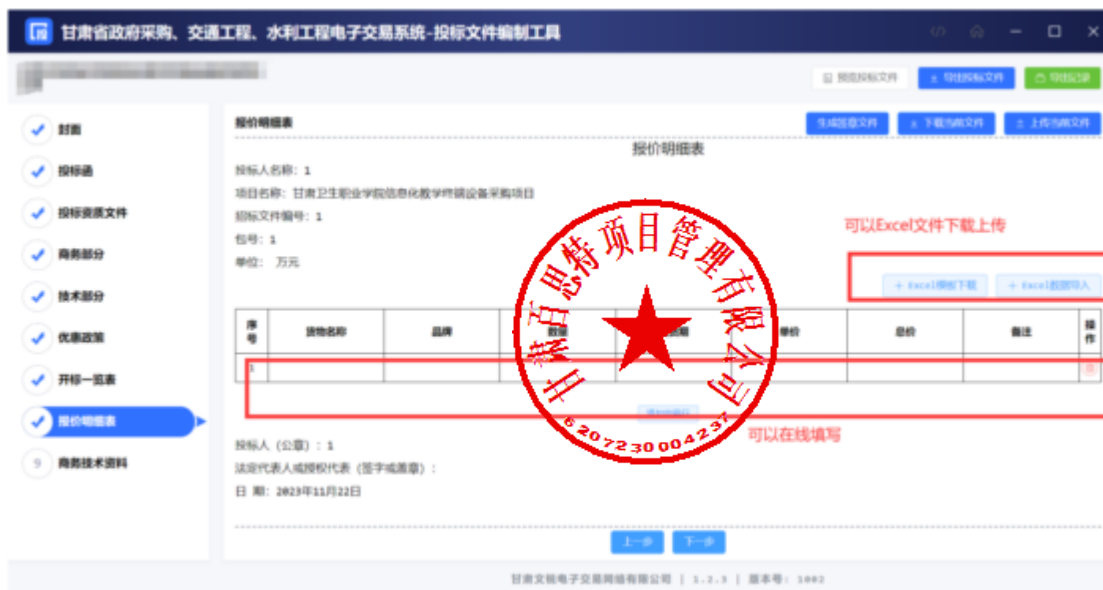 甘肃省政府采购、交通工程、水利工程电子交易系统-投标文件编制工具
预览投标文件
导出投标文件
导出记录
封面
投标函
投标资质文件
商务部分
技术部分
优惠政策
开标一览表
报价明细表
9 商务技术资料
报价明细表
生成签章文件
下载当前文件
上传当前文件
报价明细表
投标人名称: 1
项目名称: 甘肃卫生职业学院信息化教学终端设备采购项目
招标文件编号: 1
包号: 1
单位: 万元
可以Excel文件下载上传
+ Excel模板下载
+ Excel数据导入
序号 货物名称 品牌 数量 单价 总价 备注 操作
1
可以在线填写
投标人 (公章) : 1
法定代表人或授权代表 (签字或盖章) :
日 期: 2023年11月22日
上一步
下一步
甘肃文锐电子交易网络有限公司 | 1.2.3 | 版本号: 1002
甘肃百思特项目管理有限公司
6207230004237